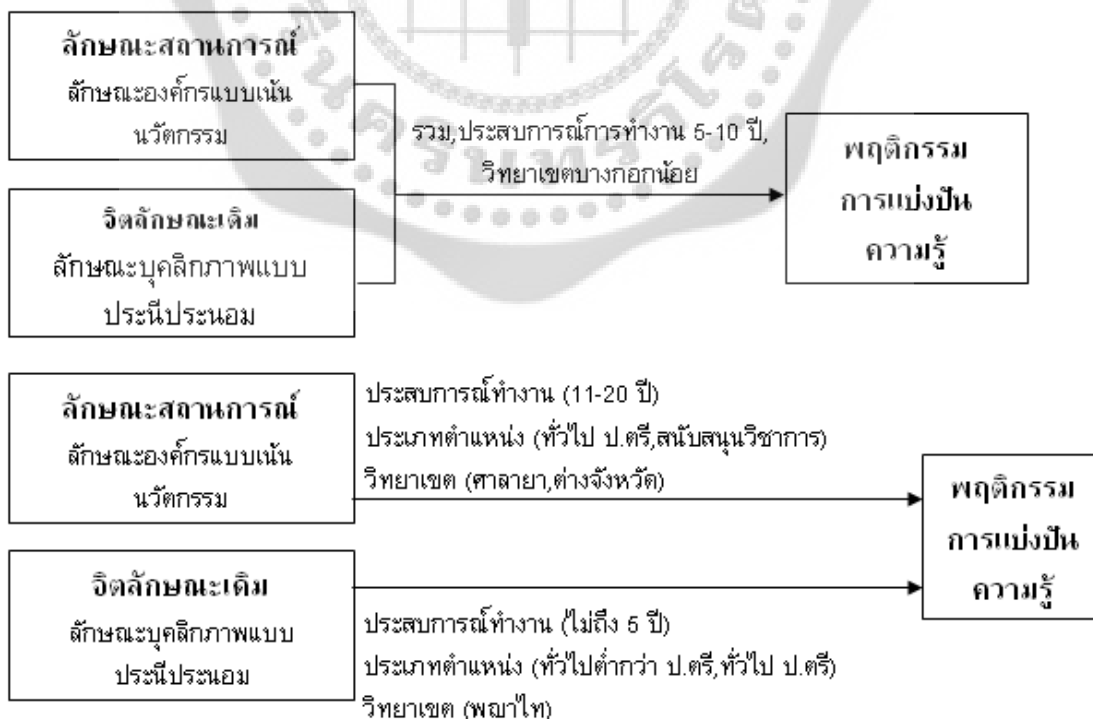 ลักษณะสถานการณ์
ลักษณะองค์กรแบบเน้น
นวัตกรรม
รวม,ประสบการณ์การทำงาน 5-10 ปี,
วิทยาเขตบางกอกน้อย
พฤติกรรม
การแบ่งปัน
ความรู้
จิตลักษณะเดิม
ลักษณะบุคลิกภาพแบบ
ประนีประนอม
ลักษณะสถานการณ์
ลักษณะองค์กรแบบเน้น
นวัตกรรม
ประสบการณ์ทำงาน (11-20 ปี)
ประเภทตำแหน่ง (ทั่วไป ป.ตรี,สนับสนุนวิชาการ)
วิทยาเขต (ศาลายา,ต่างจังหวัด)
พฤติกรรม
การแบ่งปัน
ความรู้
จิตลักษณะเดิม
ลักษณะบุคลิกภาพแบบ
ประนีประนอม
ประสบการณ์ทำงาน (ไม่ถึง 5 ปี)
ประเภทตำแหน่ง (ทั่วไปต่ำกว่า ป.ตรี,ทั่วไป ป.ตรี)
วิทยาเขต (พญาไท)